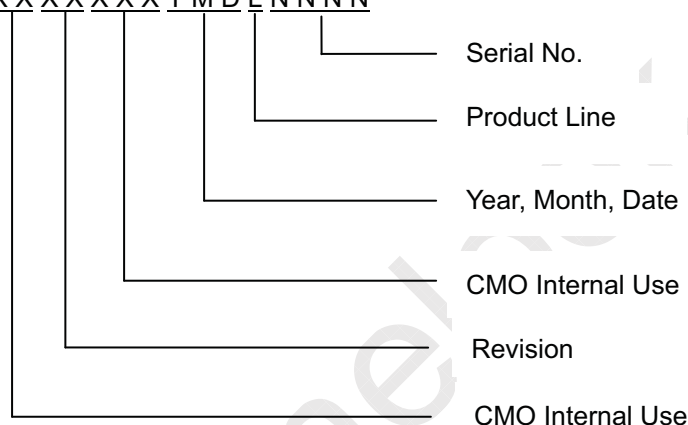 X X X X X X X Y M D L N N N N
Serial No.
Product Line
Year, Month, Date
CMO Internal Use
Revision
CMO Internal Use